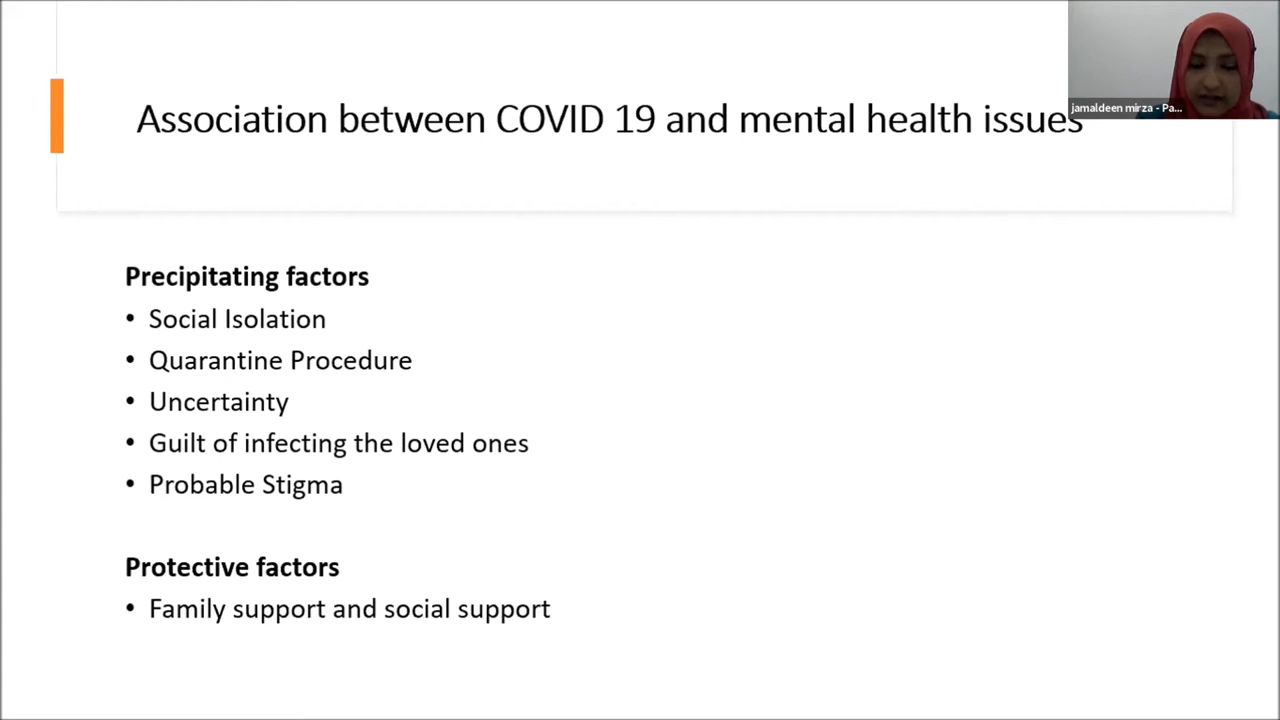 Association between COVID 19 and mental health issues
jamaldeen mirza - Pa...
Precipitating factors
• Social Isolation
• Quarantine Procedure
• Uncertainty
• Guilt of infecting the loved ones
• Probable Stigma
Protective factors
• Family support and social support